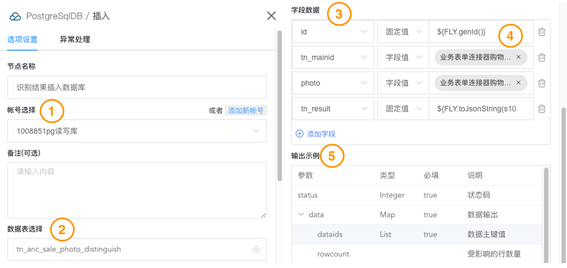 PostgreSqlDB / 插入
选项设置 异常处理
节点名称
识别结果插入数据库
帐号选择 1 或者 添加新帐号
1008851pg读写库
备注(可选)
请输入内容
数据表选择 2
tn_anc_sale_photo_distinguish
字段数据 3
id 固定值 ${FLY.genId()} 4
tn_mainid 字段值 业务表单连接器购物... ×
photo 字段值 业务表单连接器购物... ×
tn_result 固定值 ${FLY.toJsonString(s10
添加字段
输出示例 5
参数 类型 必填 说明
status Integer true 状态码
data Map true 数据输出
dataids List true 数据主键值
rowcount 受影响的行数量